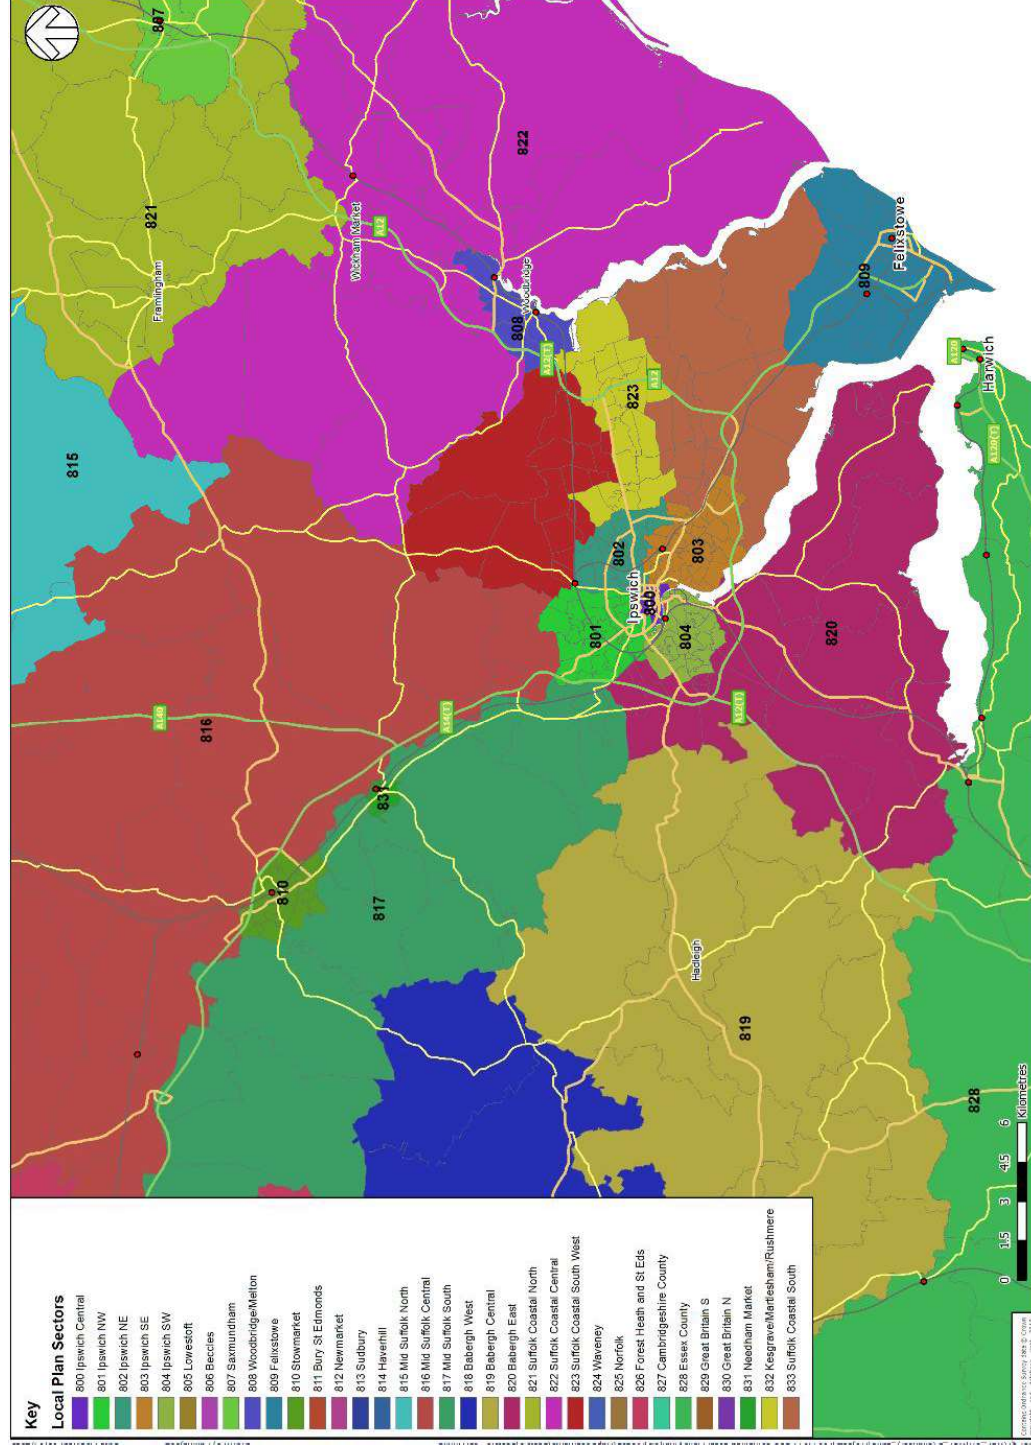 Key
Local Plan Sectors
800 Ipswich Central
801 Ipswich NW
802 Ipswich NE
803 Ipswich SE
804 Ipswich SW
805 Lowestoft
806 Beccles
807 Saxmundham
808 Woodbridge/Melton
809 Felixstowe
810 Stowmarket
811 Bury St Edmonds
812 Newmarket
813 Sudbury
814 Haverhill
815 Mid Suffolk North
816 Mid Suffolk Central
817 Mid Suffolk South
818 Babergh West
819 Babergh Central
820 Babergh East
821 Suffolk Coastal North
822 Suffolk Coastal Central
823 Suffolk Coastal South West
824 Waveney
825 Norfolk
826 Forest Heath and St Eds
827 Cambridgeshire County
828 Essex County
829 Great Britain S
830 Great Britain N
831 Needham Market
832 Kesgrave/Martlesham/Rushmere
833 Suffolk Coastal South
0 1.5 3 4.5 6
Kilometres
816
A140
A14(T)
810
817
837
819
Hadleigh
828
815
821
Framlingham
807
Wickham Market
A12
822
808
Woodbridge
A12(T)
823
A12
801
802
Ipswich
800
803
804
A12(T)
820
809
Felixstowe
A120
Harwich
A120(T)